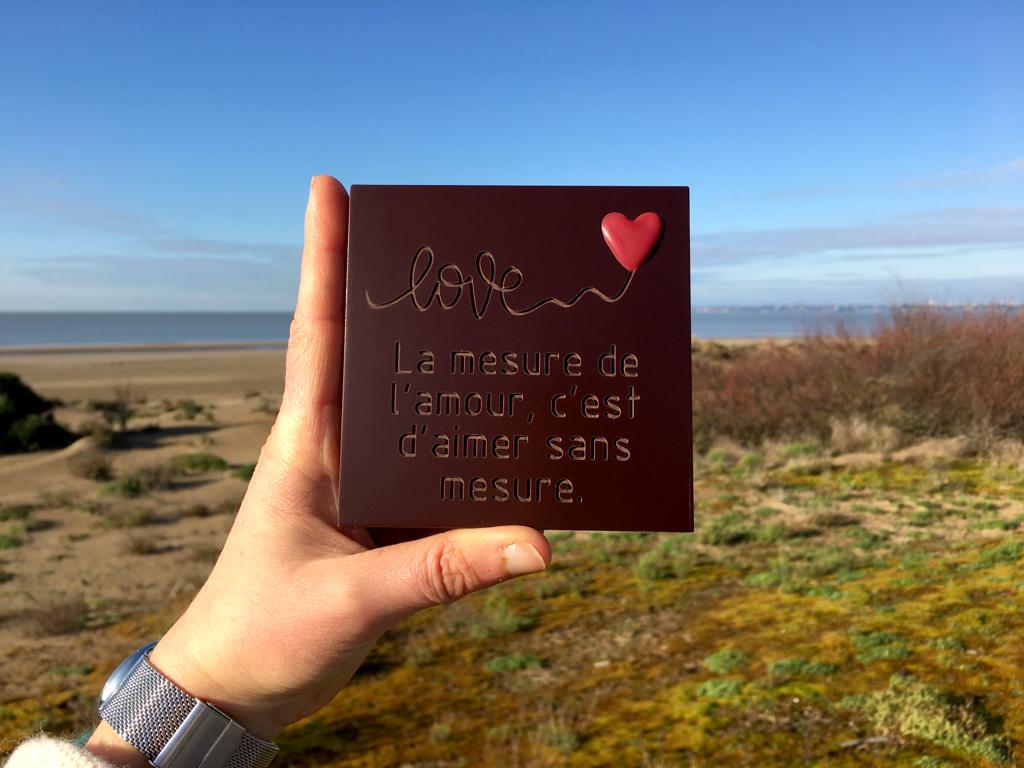 love
La mesure de
l'amour, c'est
d'aimer sans
mesure.